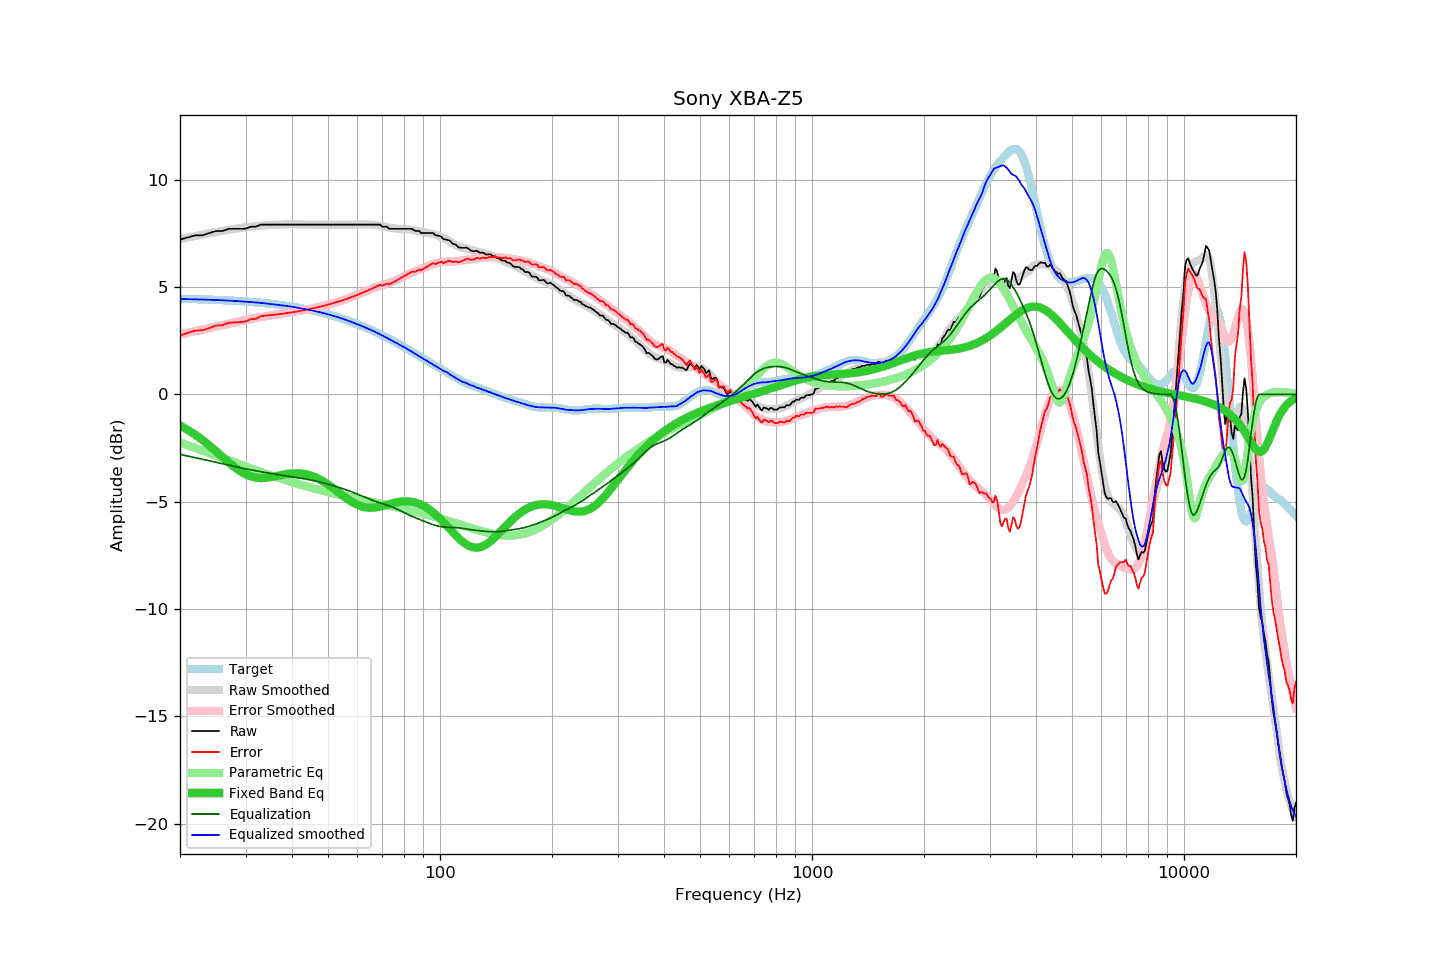 Sony XBA-Z5
Amplitude (dBr)
10
5
0
−5
−10
−15
−20
Target
Raw Smoothed
Error Smoothed
Raw
Error
Parametric Eq
Fixed Band Eq
Equalization
Equalized smoothed
100
1000
10000
Frequency (Hz)